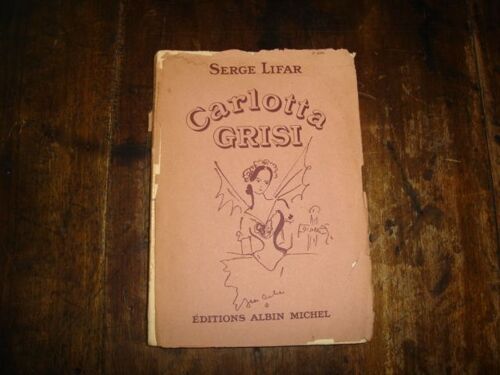 SERGE LIFAR
Carlotta
GRISI
ÉDITIONS ALBIN MICHEL